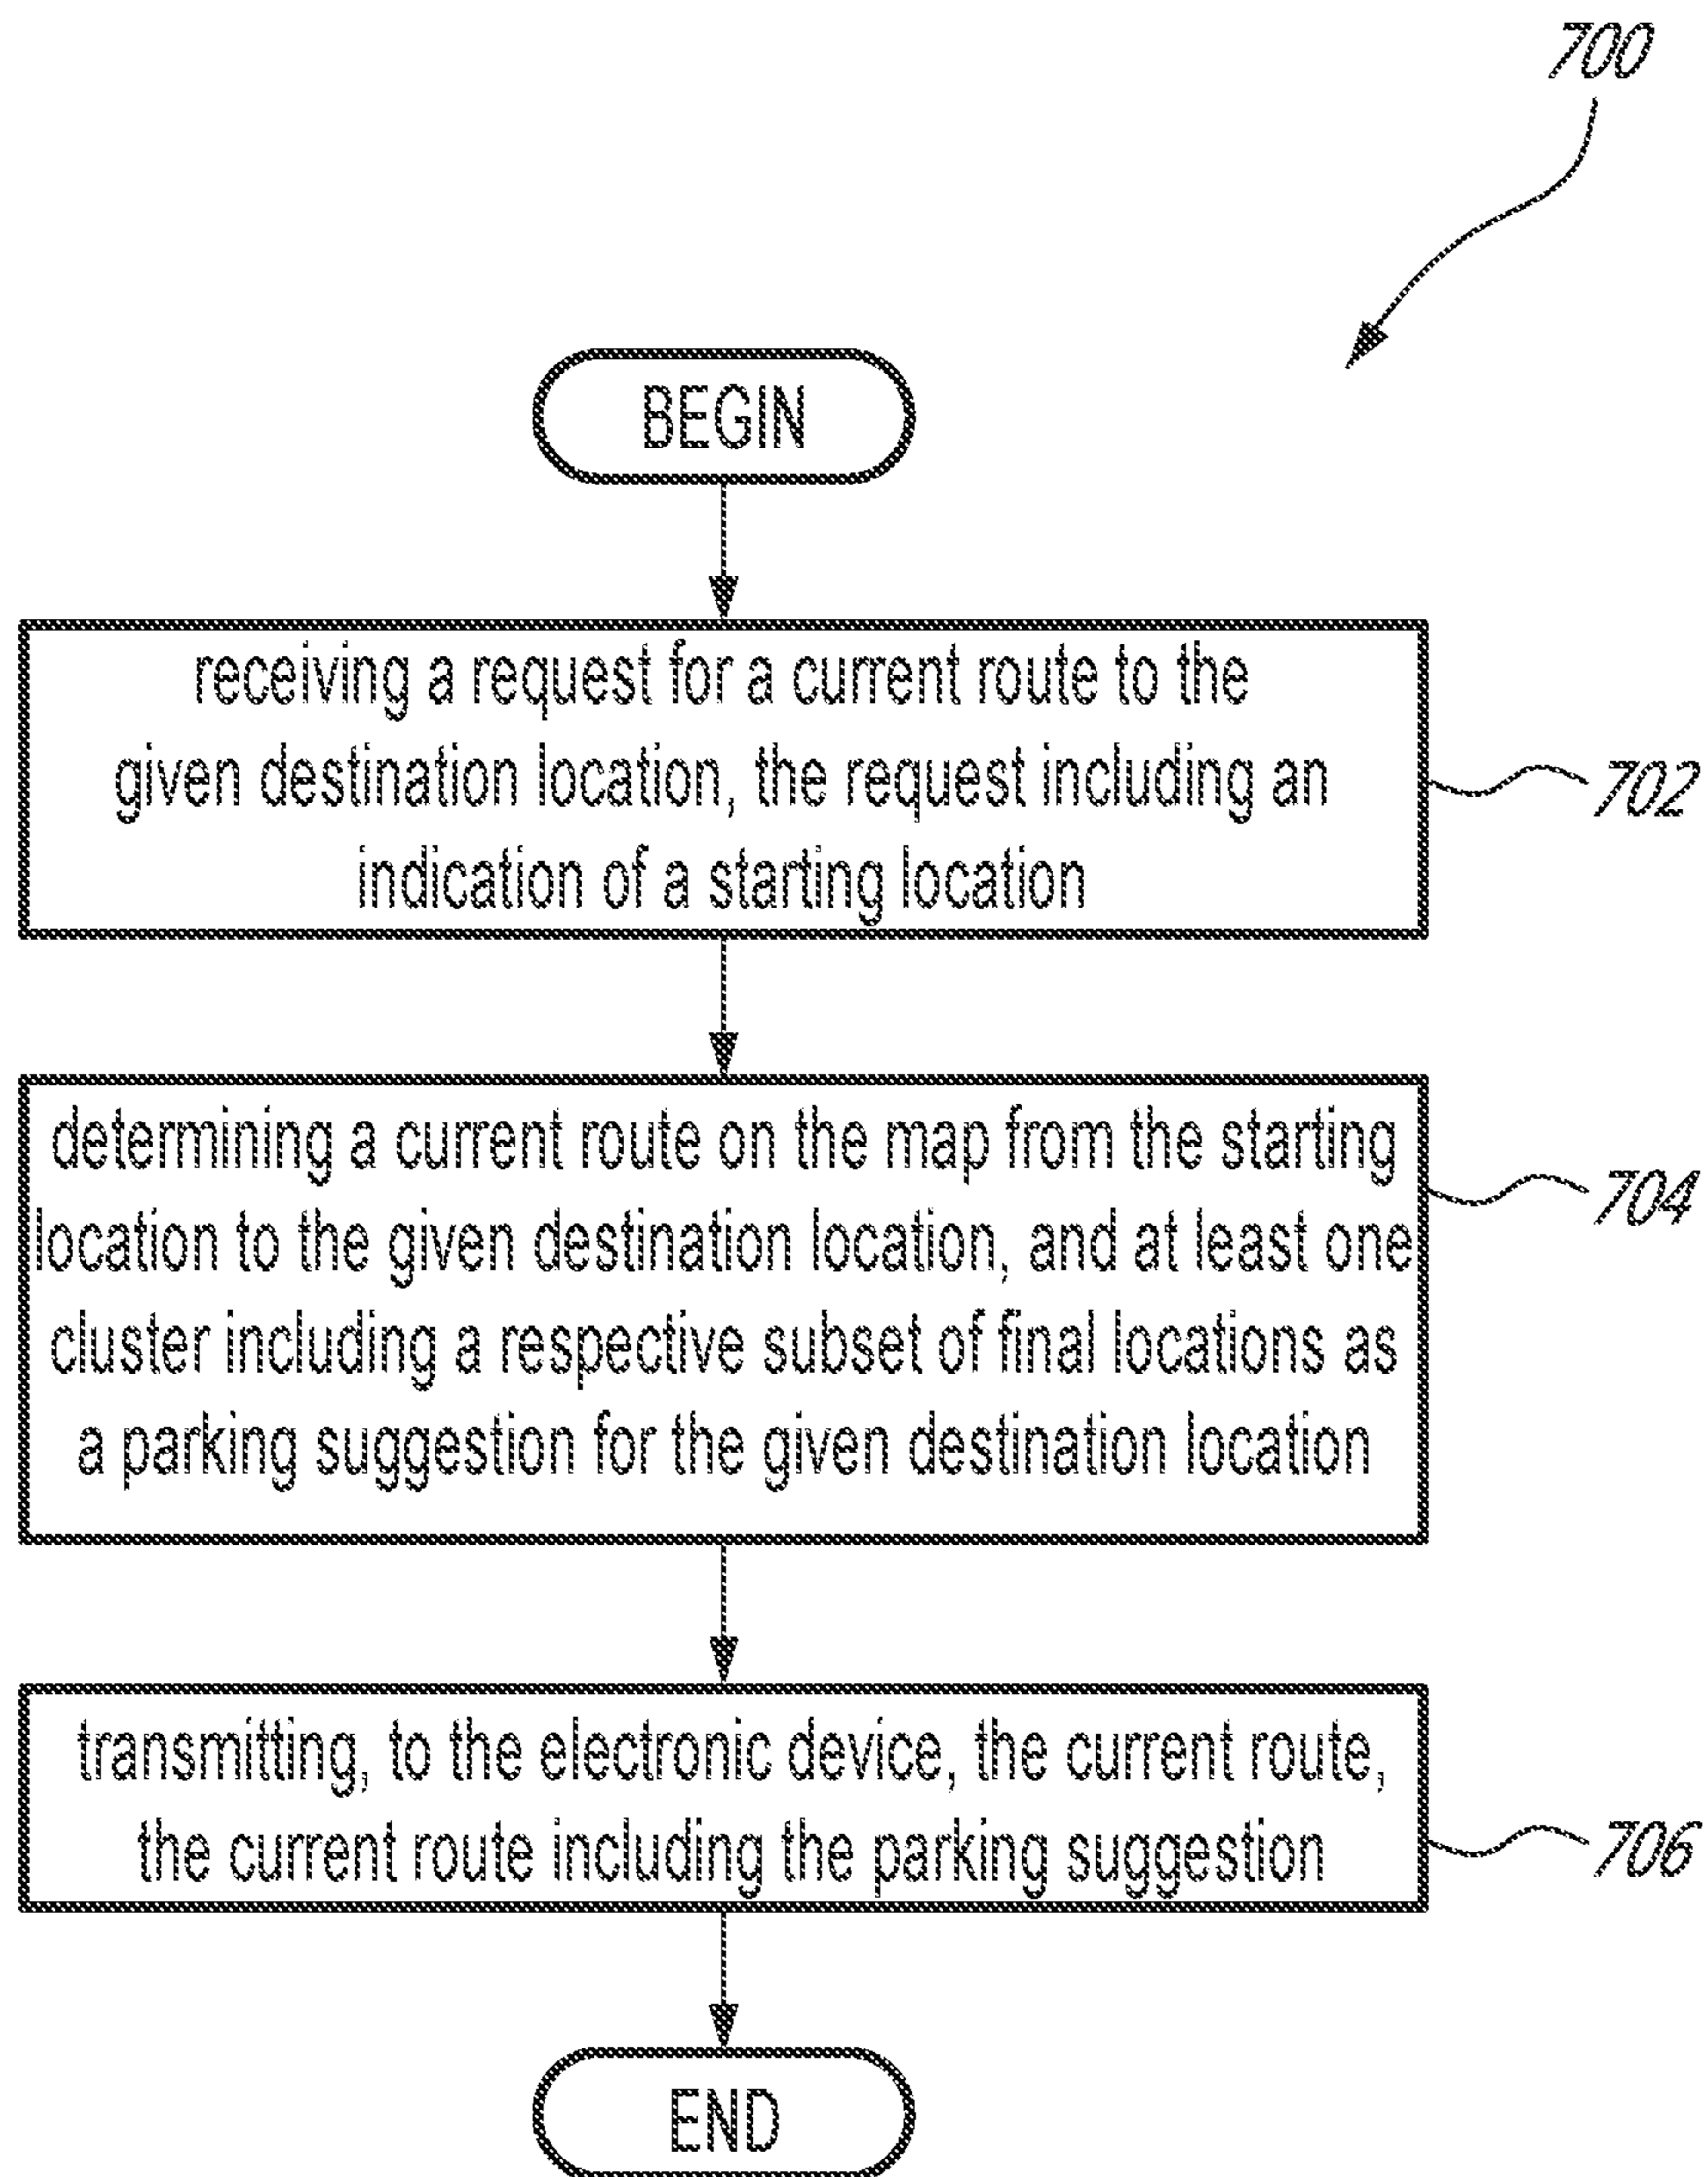 700
BEGIN
receiving a request for a current route to the
given destination location, the request including an
indication of a starting location
702
determining a current route on the map from the starting
location to the given destination location, and at least one
cluster including a respective subset of final locations as
a parking suggestion for the given destination location
704
transmitting, to the electronic device, the current route,
the current route including the parking suggestion
706
END